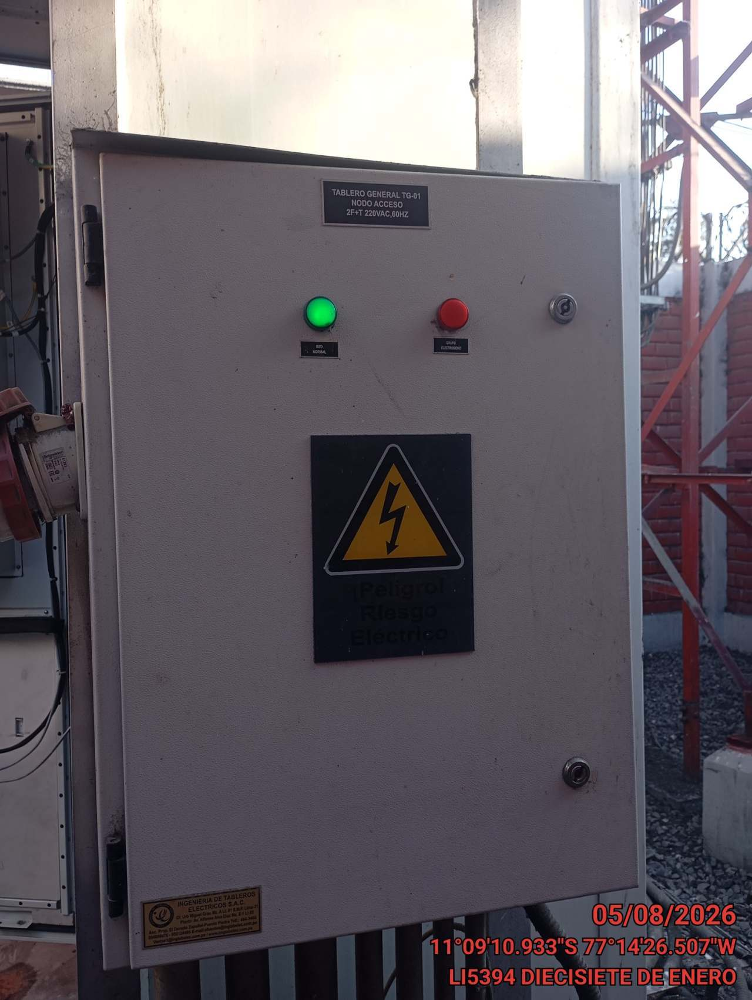 TABLERO GENERAL TG-01
NODO ACCESO
2F+T 220VAC,60HZ
RED
NORMAL
GRUPO
ELECTROGENO
Schneider
¡Peligro!
Riesgo
Eléctrico
INGENIERIA DE TABLEROS
ELECTRICOS S.A.C.
05/08/2026
11°09'10.933"S 77°14'26.507"W
LI5394 DIECISIETE DE ENERO